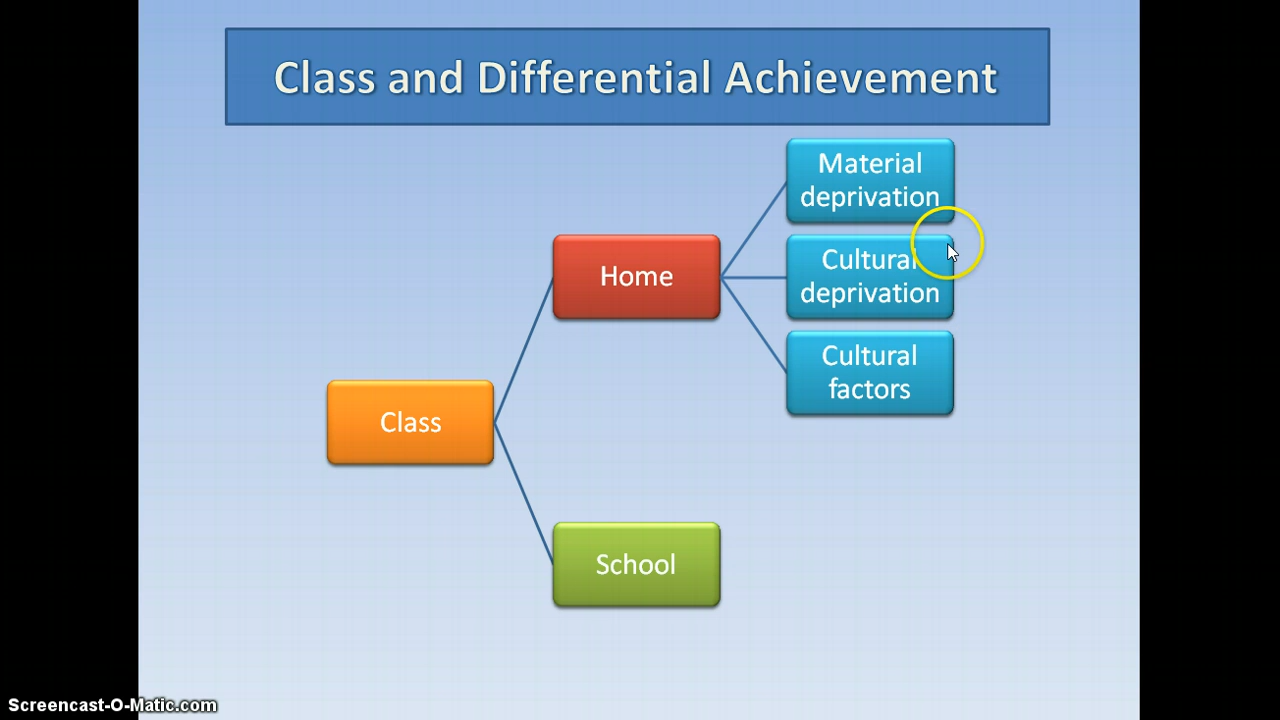 Class and Differential Achievement
Material
deprivation
Home
Cultural
deprivation
Cultural
factors
Class
School
Screencast-O-Matic.com